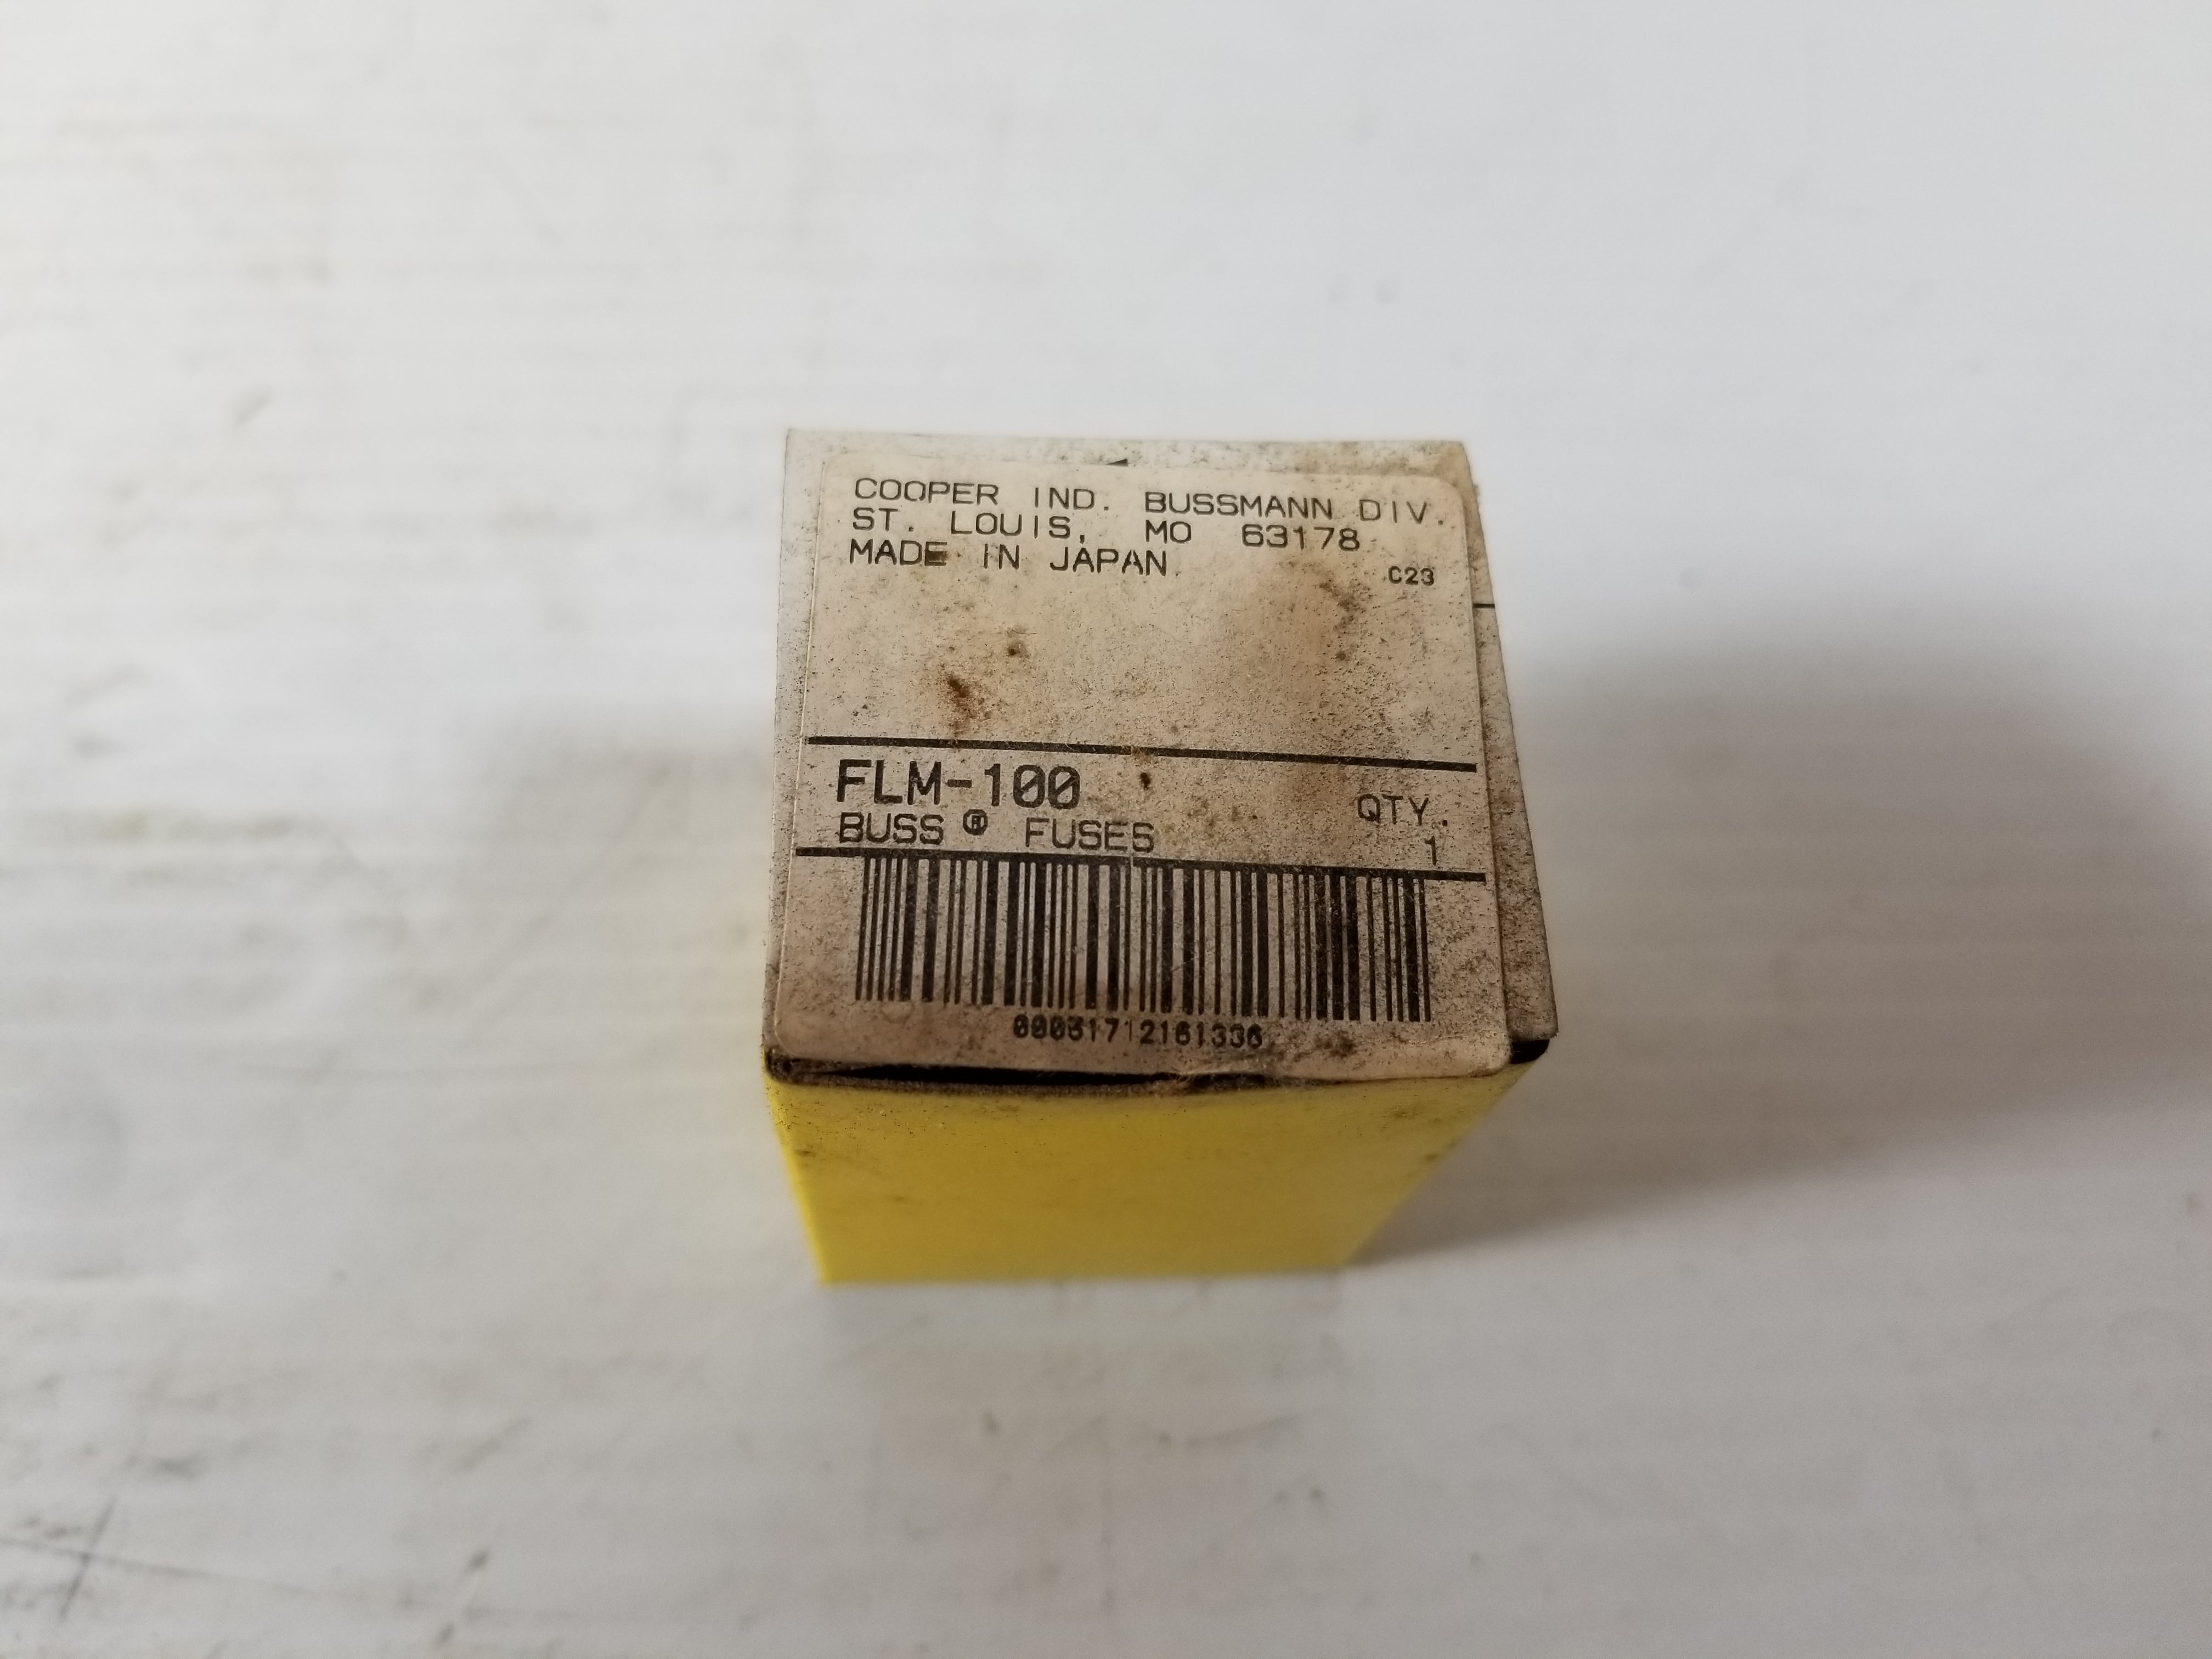 COOPER IND. BUSSMANN DIV.
ST. LOUIS, MO 63178
MADE IN JAPAN
C23
FLM-100
BUSS® FUSES
QTY.
1